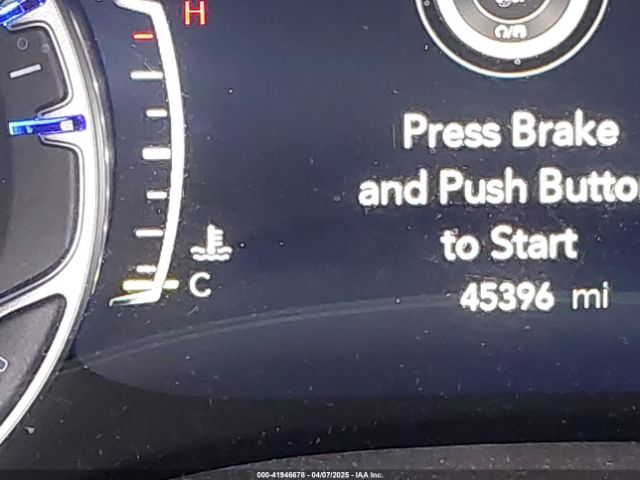 H
Press Brake
and Push Butto
to Start
C
45396 mi
000-41946678 - 04/07/2025 - IAA Inc.